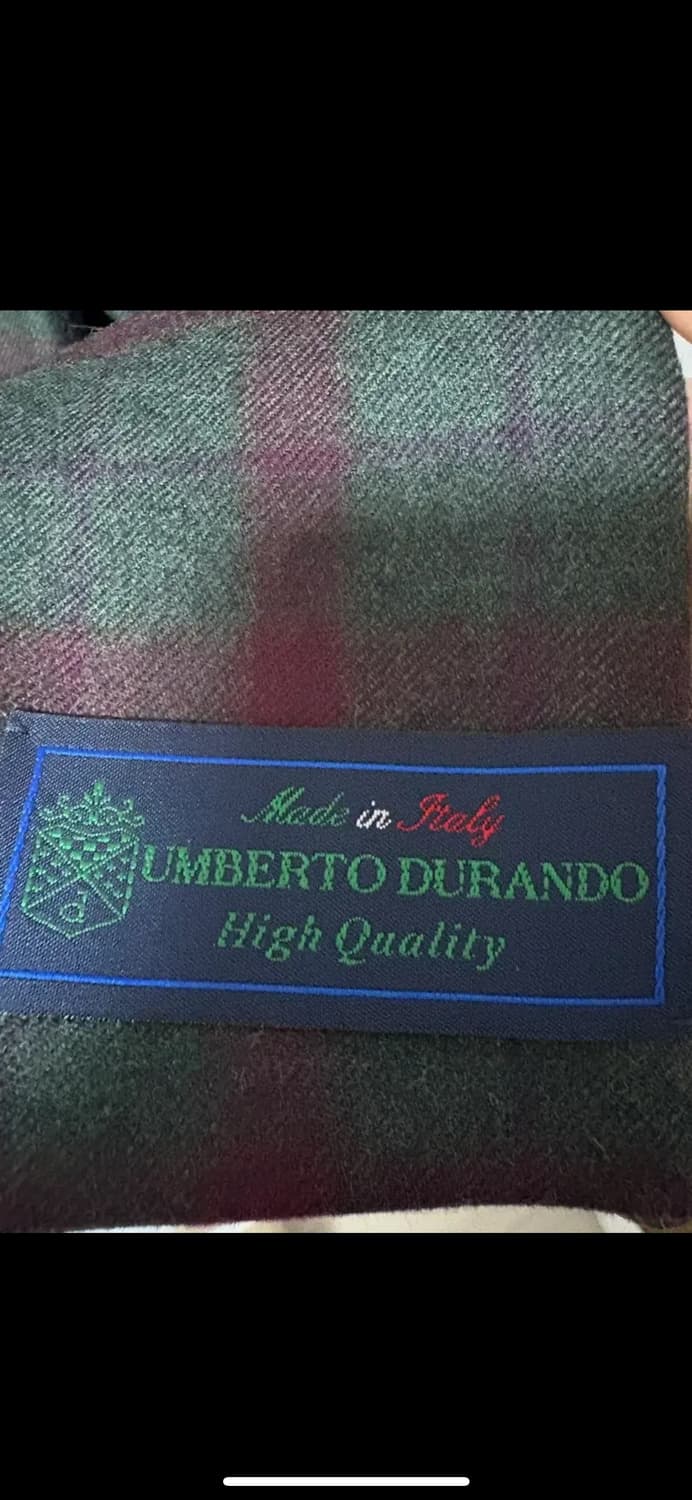 Made in Italy
UMBERTO DURANDO
High Quality
d